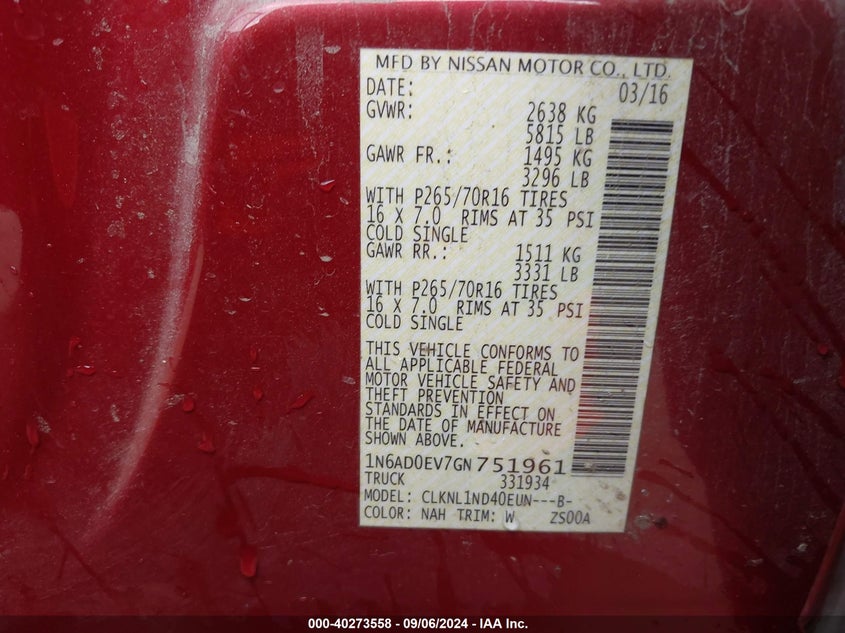 MFD BY NISSAN MOTOR CO., LTD.
DATE: 03/16
GVWR: 2638 KG
5815 LB
GAWR FR.: 1495 KG
3296 LB
WITH P265/70R16 TIRES
16 X 7.0 RIMS AT 35 PSI
COLD SINGLE
GAWR RR.: 1511 KG
3331 LB
WITH P265/70R16 TIRES
16 X 7.0 RIMS AT 35 PSI
COLD SINGLE
THIS VEHICLE CONFORMS TO
ALL APPLICABLE FEDERAL
MOTOR VEHICLE SAFETY AND
THEFT PREVENTION
STANDARDS IN EFFECT ON
THE DATE OF MANUFACTURE
SHOWN ABOVE.
1N6AD0EV7GN751961
TRUCK 331934
MODEL: CLKNL1ND40EUN---B-
COLOR: NAH TRIM: W ZS00A
000-40273558 - 09/06/2024 - IAA Inc.